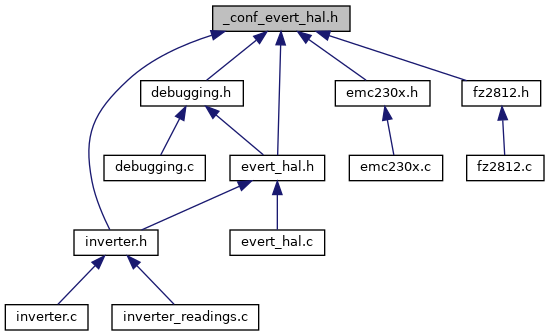 _conf_evert_hal.h
debugging.h
emc230x.h
fz2812.h
debugging.c
evert_hal.h
emc230x.c
fz2812.c
inverter.h
evert_hal.c
inverter.c
inverter_readings.c